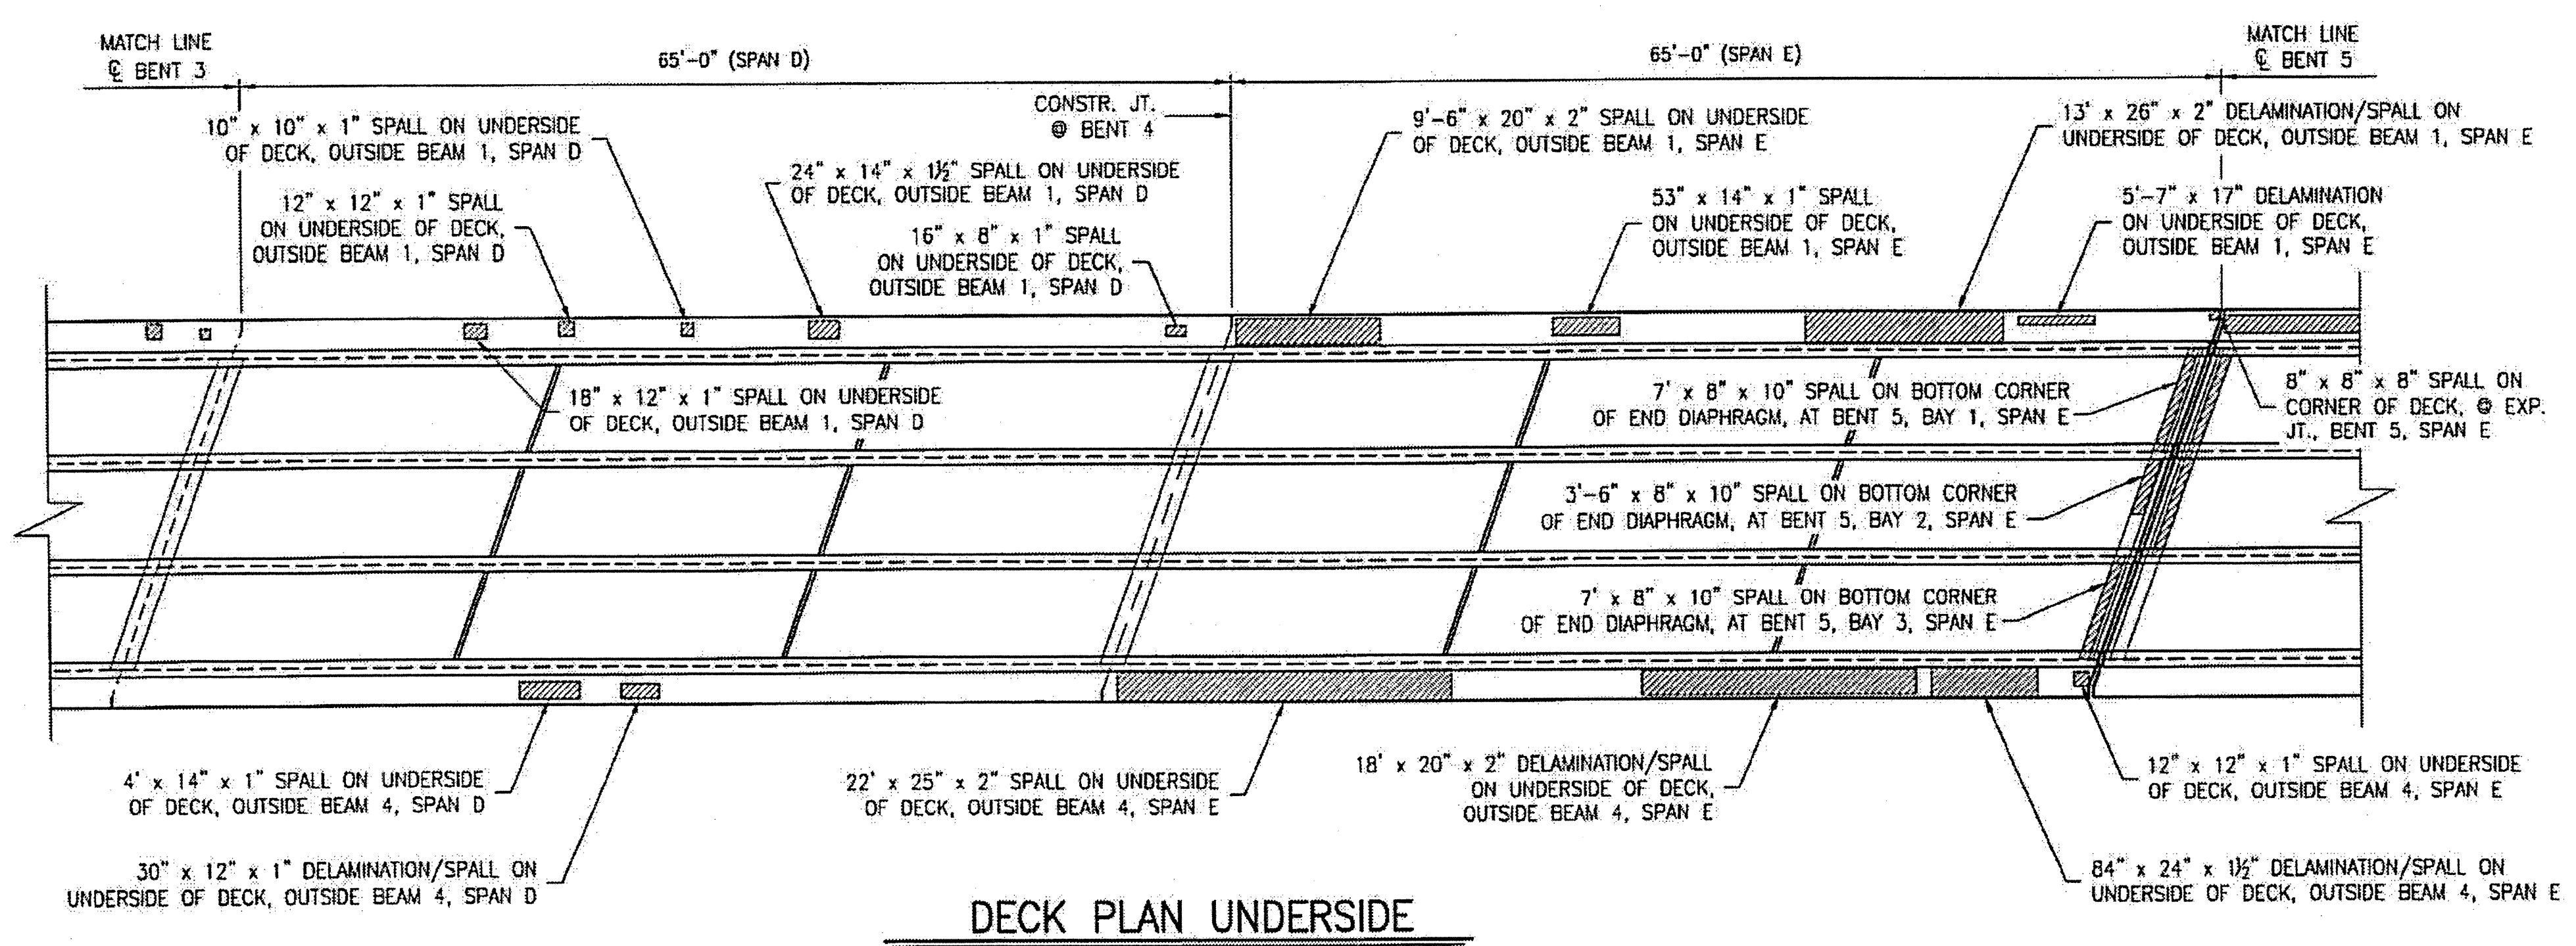 MATCH LINE
℄ BENT 3
65'-0" (SPAN D)
65'-0" (SPAN E)
MATCH LINE
℄ BENT 5
CONSTR. JT.
@ BENT 4
10" x 10" x 1" SPALL ON UNDERSIDE
OF DECK, OUTSIDE BEAM 1, SPAN D
12" x 12" x 1" SPALL
ON UNDERSIDE OF DECK,
OUTSIDE BEAM 1, SPAN D
24" x 14" x 1½" SPALL ON UNDERSIDE
OF DECK, OUTSIDE BEAM 1, SPAN D
16" x 8" x 1" SPALL
ON UNDERSIDE OF DECK,
OUTSIDE BEAM 1, SPAN D
9'-6" x 20" x 2" SPALL ON UNDERSIDE
OF DECK, OUTSIDE BEAM 1, SPAN E
53" x 14" x 1" SPALL
ON UNDERSIDE OF DECK,
OUTSIDE BEAM 1, SPAN E
13' x 26" x 2" DELAMINATION/SPALL ON
UNDERSIDE OF DECK, OUTSIDE BEAM 1, SPAN E
5'-7" x 17" DELAMINATION
ON UNDERSIDE OF DECK,
OUTSIDE BEAM 1, SPAN E
18" x 12" x 1" SPALL ON UNDERSIDE
OF DECK, OUTSIDE BEAM 1, SPAN D
7' x 8" x 10" SPALL ON BOTTOM CORNER
OF END DIAPHRAGM, AT BENT 5, BAY 1, SPAN E
8" x 8" x 8" SPALL ON
CORNER OF DECK, @ EXP.
JT., BENT 5, SPAN E
3'-6" x 8" x 10" SPALL ON BOTTOM CORNER
OF END DIAPHRAGM, AT BENT 5, BAY 2, SPAN E
7' x 8" x 10" SPALL ON BOTTOM CORNER
OF END DIAPHRAGM, AT BENT 5, BAY 3, SPAN E
4' x 14" x 1" SPALL ON UNDERSIDE
OF DECK, OUTSIDE BEAM 4, SPAN D
30" x 12" x 1" DELAMINATION/SPALL ON
UNDERSIDE OF DECK, OUTSIDE BEAM 4, SPAN D
22' x 25" x 2" SPALL ON UNDERSIDE
OF DECK, OUTSIDE BEAM 4, SPAN E
18' x 20" x 2" DELAMINATION/SPALL
ON UNDERSIDE OF DECK,
OUTSIDE BEAM 4, SPAN E
12" x 12" x 1" SPALL ON UNDERSIDE
OF DECK, OUTSIDE BEAM 4, SPAN E
84" x 24" x 1½" DELAMINATION/SPALL ON
UNDERSIDE OF DECK, OUTSIDE BEAM 4, SPAN E
DECK PLAN UNDERSIDE